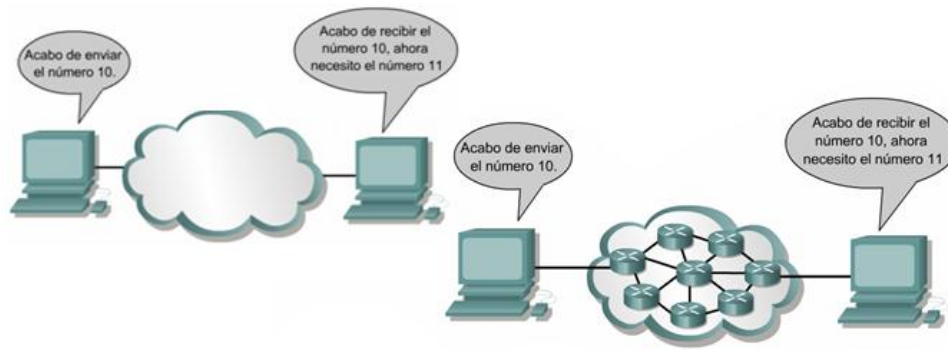 Acabo de enviar
el número 10.
Acabo de recibir el
número 10, ahora
necesito el número 11
Acabo de enviar
el número 10.
Acabo de recibir el
número 10, ahora
necesito el número 11